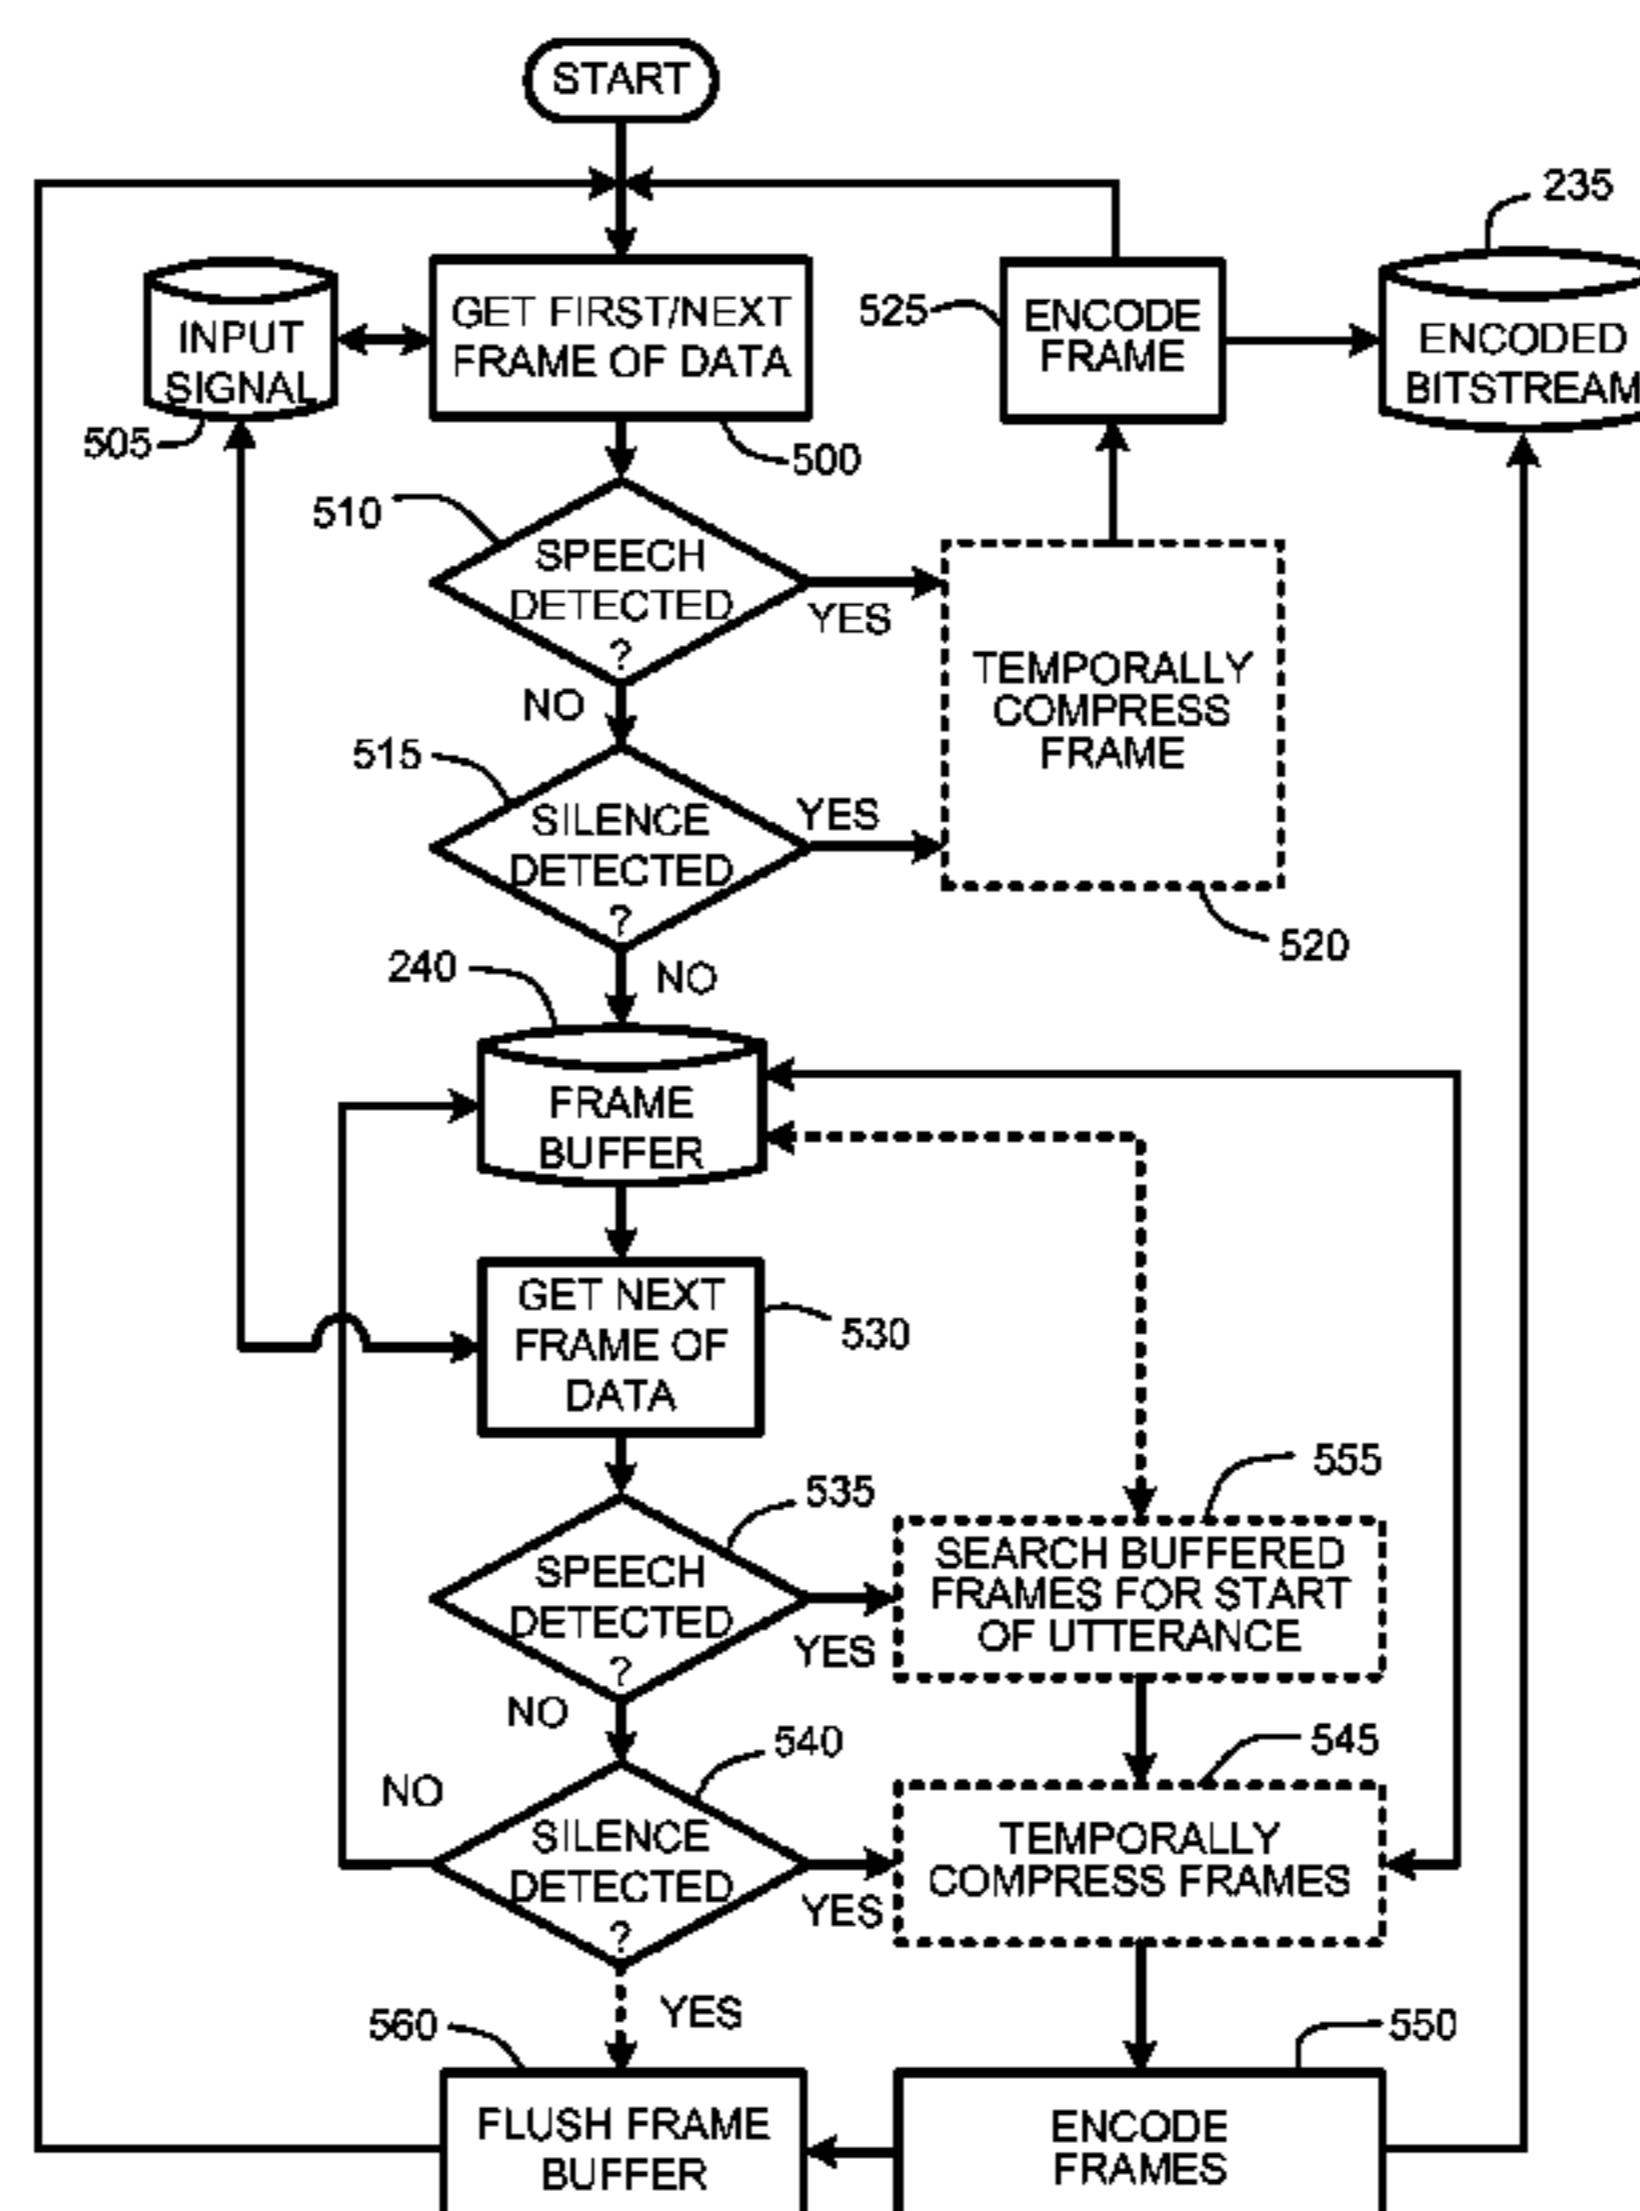 START
235
INPUT
SIGNAL
505
GET FIRST/NEXT
FRAME OF DATA
500
525
ENCODE
FRAME
ENCODED
BITSTREAM
510
SPEECH
DETECTED
?
YES
NO
TEMPORALLY
COMPRESS
FRAME
520
515
SILENCE
DETECTED
?
YES
NO
240
FRAME
BUFFER
GET NEXT
FRAME OF
DATA
530
535
SPEECH
DETECTED
?
YES
NO
555
SEARCH BUFFERED
FRAMES FOR START
OF UTTERANCE
540
SILENCE
DETECTED
?
NO
YES
YES
545
TEMPORALLY
COMPRESS FRAMES
560
FLUSH FRAME
BUFFER
550
ENCODE
FRAMES